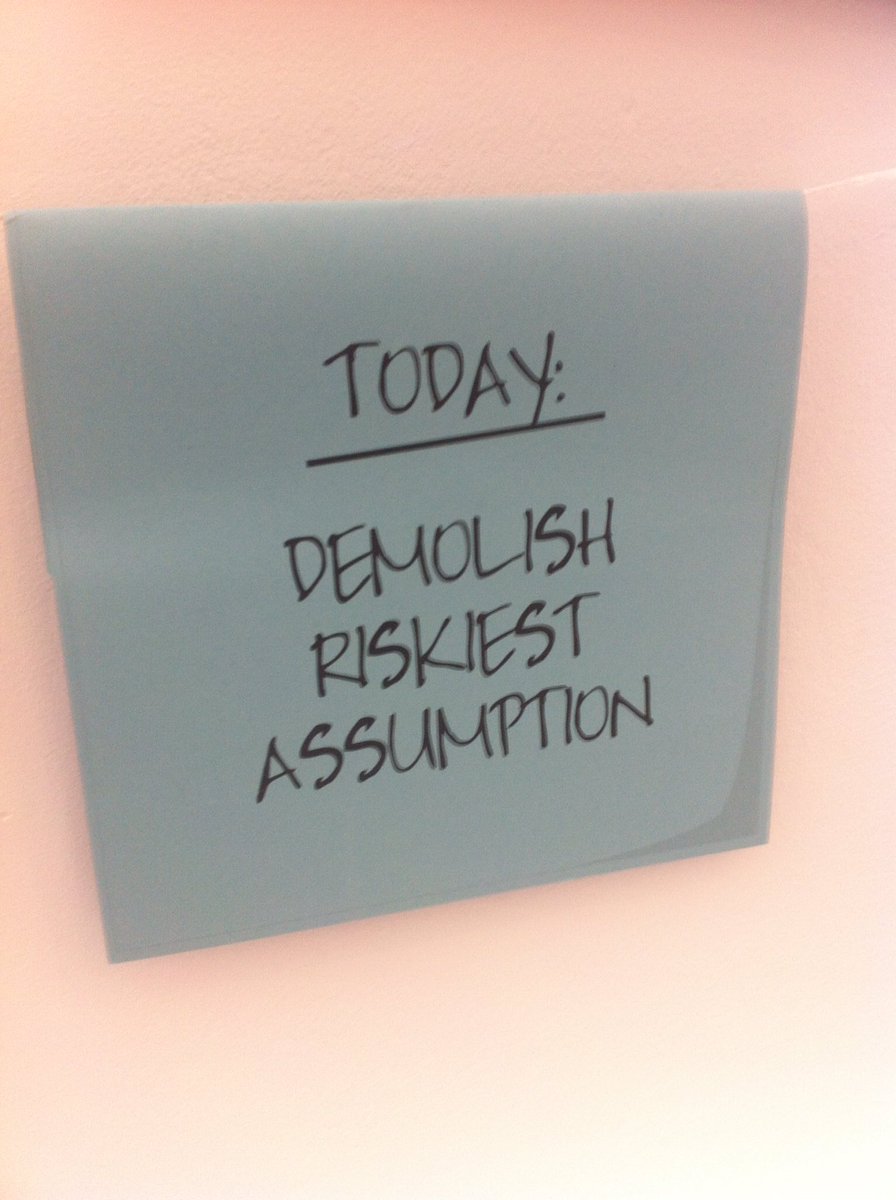 TODAY:
DEMOLISH
RISKIEST
ASSUMPTION